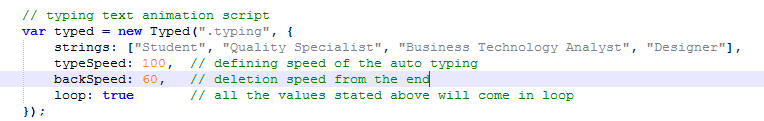 // typing text animation script
var typed = new Typed(".typing", {
    strings: ["Student", "Quality Specialist", "Business Technology Analyst", "Designer"],
    typeSpeed: 100,  // defining speed of the auto typing
    backSpeed: 60,   // deletion speed from the end
    loop: true       // all the values stated above will come in loop
});